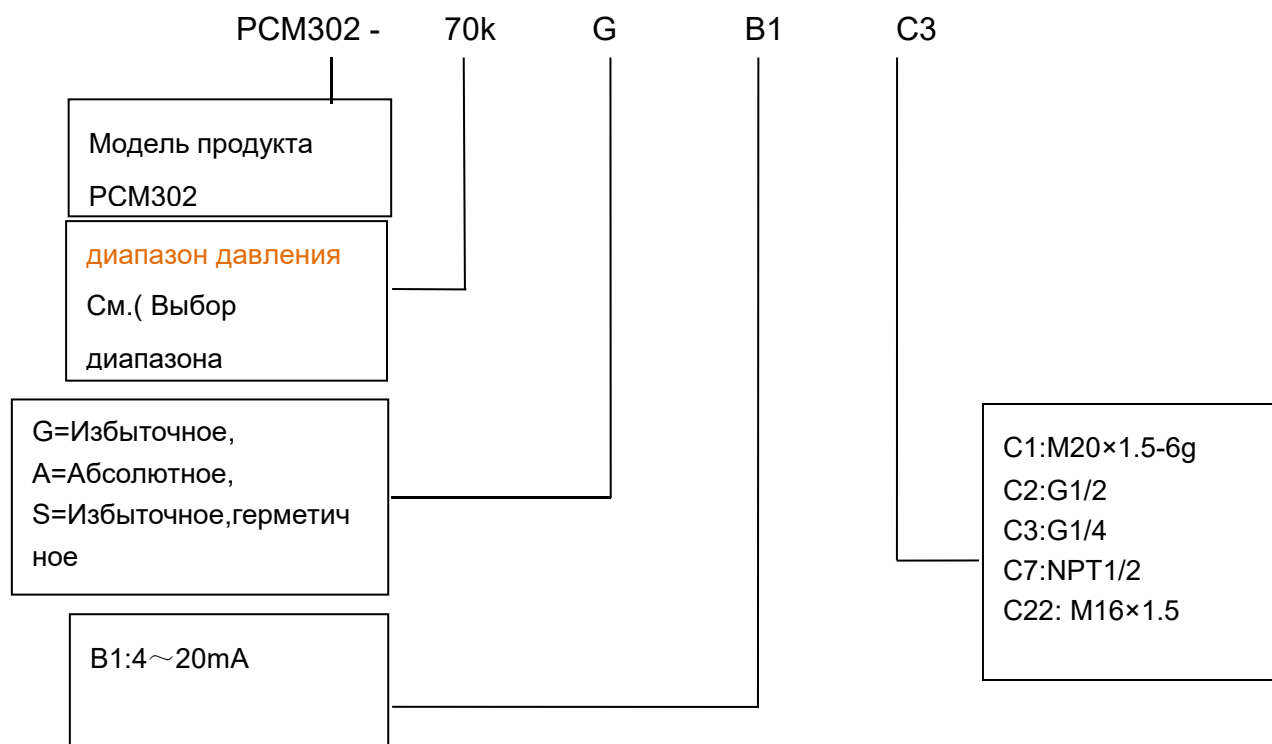 PCM302 - 70k G B1 C3
Модель продукта
PCM302
диапазон давления
См.( Выбор
диапазона
G=Избыточное,
A=Абсолютное,
S=Избыточное,герметич
ное
B1:4～20mA
C1:M20×1.5-6g
C2:G1/2
C3:G1/4
C7:NPT1/2
C22: M16×1.5